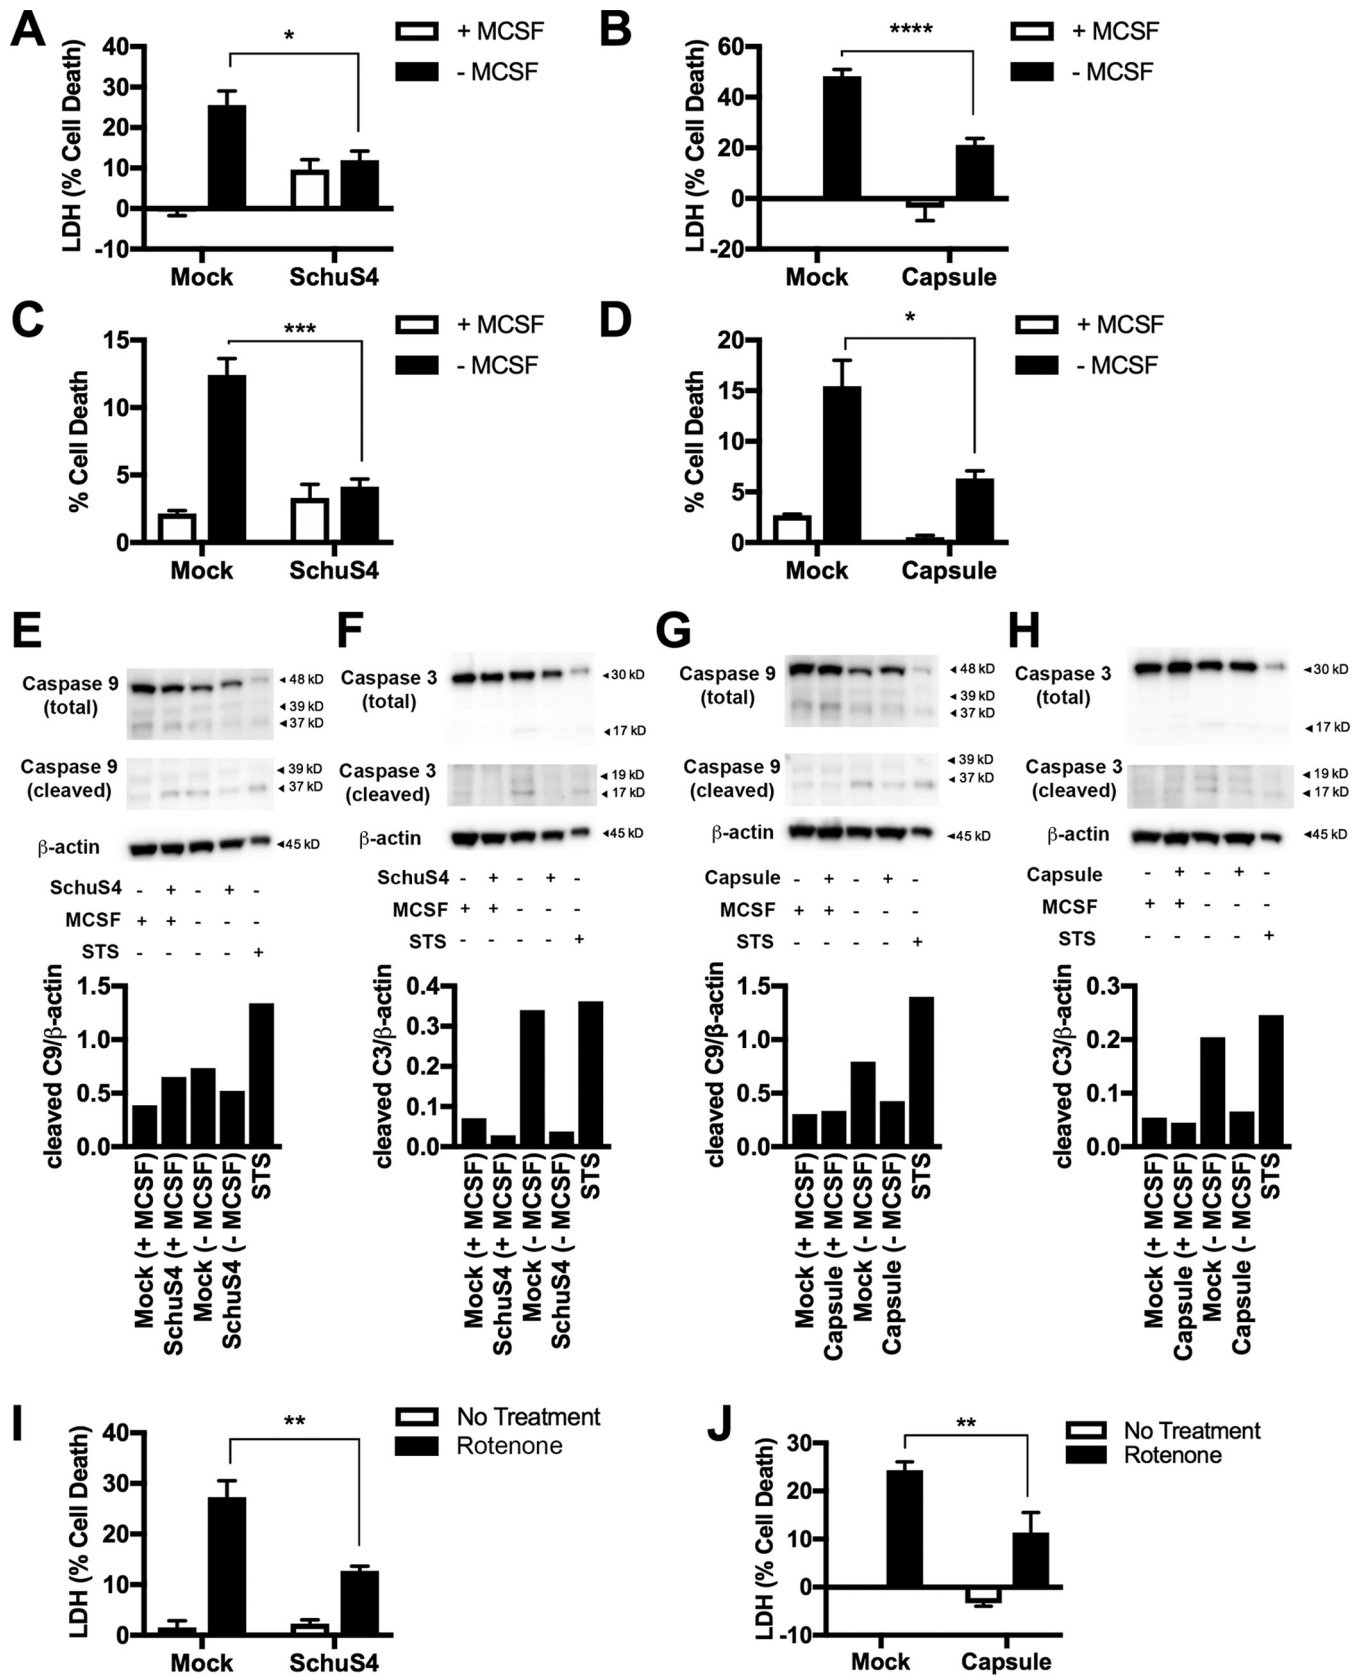 A
LDH (% Cell Death)
40
30
20
10
0
-10
*
+ MCSF
- MCSF
Mock
SchuS4
B
LDH (% Cell Death)
60
40
20
0
-20
****
+ MCSF
- MCSF
Mock
Capsule
C
% Cell Death
15
10
5
0
***
+ MCSF
- MCSF
Mock
SchuS4
D
% Cell Death
20
15
10
5
0
*
+ MCSF
- MCSF
Mock
Capsule
E
Caspase 9
(total)
48 kD
39 kD
37 kD
Caspase 9
(cleaved)
39 kD
37 kD
β-actin
45 kD
SchuS4 - + - + -
MCSF + + - - -
STS - - - - +
cleaved C9/β-actin
1.5
1.0
0.5
0.0
Mock (+ MCSF)
SchuS4 (+ MCSF)
Mock (- MCSF)
SchuS4 (- MCSF)
STS
F
Caspase 3
(total)
30 kD
17 kD
Caspase 3
(cleaved)
19 kD
17 kD
β-actin
45 kD
SchuS4 - + - + -
MCSF + + - - -
STS - - - - +
cleaved C3/β-actin
0.4
0.3
0.2
0.1
0.0
Mock (+ MCSF)
SchuS4 (+ MCSF)
Mock (- MCSF)
SchuS4 (- MCSF)
STS
G
Caspase 9
(total)
48 kD
39 kD
37 kD
Caspase 9
(cleaved)
39 kD
37 kD
β-actin
45 kD
Capsule - + - + -
MCSF + + - - -
STS - - - - +
cleaved C9/β-actin
1.5
1.0
0.5
0.0
Mock (+ MCSF)
Capsule (+ MCSF)
Mock (- MCSF)
Capsule (- MCSF)
STS
H
Caspase 3
(total)
30 kD
17 kD
Caspase 3
(cleaved)
19 kD
17 kD
β-actin
45 kD
Capsule - + - + -
MCSF + + - - -
STS - - - - +
cleaved C3/β-actin
0.3
0.2
0.1
0.0
Mock (+ MCSF)
Capsule (+ MCSF)
Mock (- MCSF)
Capsule (- MCSF)
STS
I
LDH (% Cell Death)
40
30
20
10
0
**
No Treatment
Rotenone
Mock
SchuS4
J
LDH (% Cell Death)
30
20
10
0
-10
**
No Treatment
Rotenone
Mock
Capsule